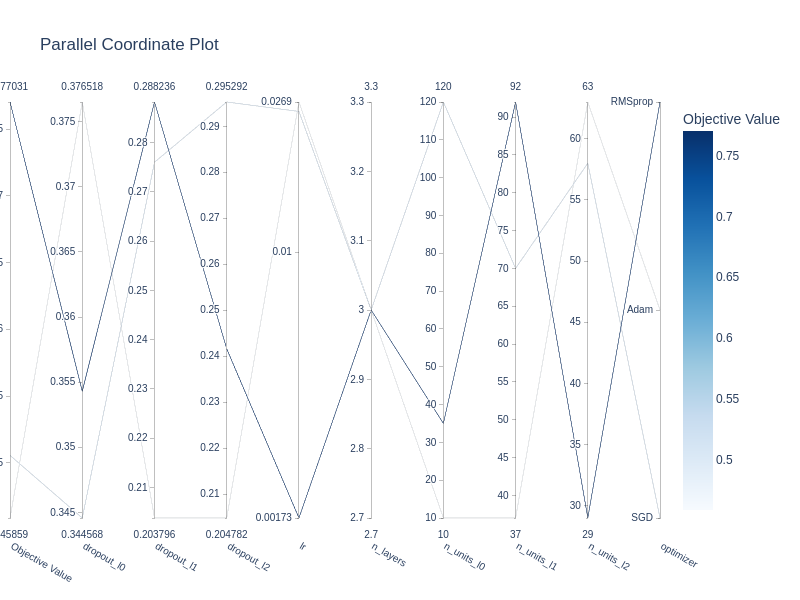 Parallel Coordinate Plot
77031 0.376518 0.288236 0.295292 0.0269 3.3 120 92 63
0.375 0.37 0.365 0.36 0.355 0.35 0.345
0.28 0.27 0.26 0.25 0.24 0.23 0.22 0.21
0.29 0.28 0.27 0.26 0.25 0.24 0.23 0.22 0.21
0.01 0.00173
3.3 3.2 3.1 3 2.9 2.8 2.7
120 110 100 90 80 70 60 50 40 30 20 10
90 85 80 75 70 65 60 55 50 45 40
60 55 50 45 40 35 30
RMSprop
Adam
SGD
45859 0.344568 0.203796 0.204782 2.7 10 37 29
Objective Value
dropout_l0
dropout_l1
dropout_l2
lr
n_layers
n_units_l0
n_units_l1
n_units_l2
optimizer
Objective Value
0.75
0.7
0.65
0.6
0.55
0.5